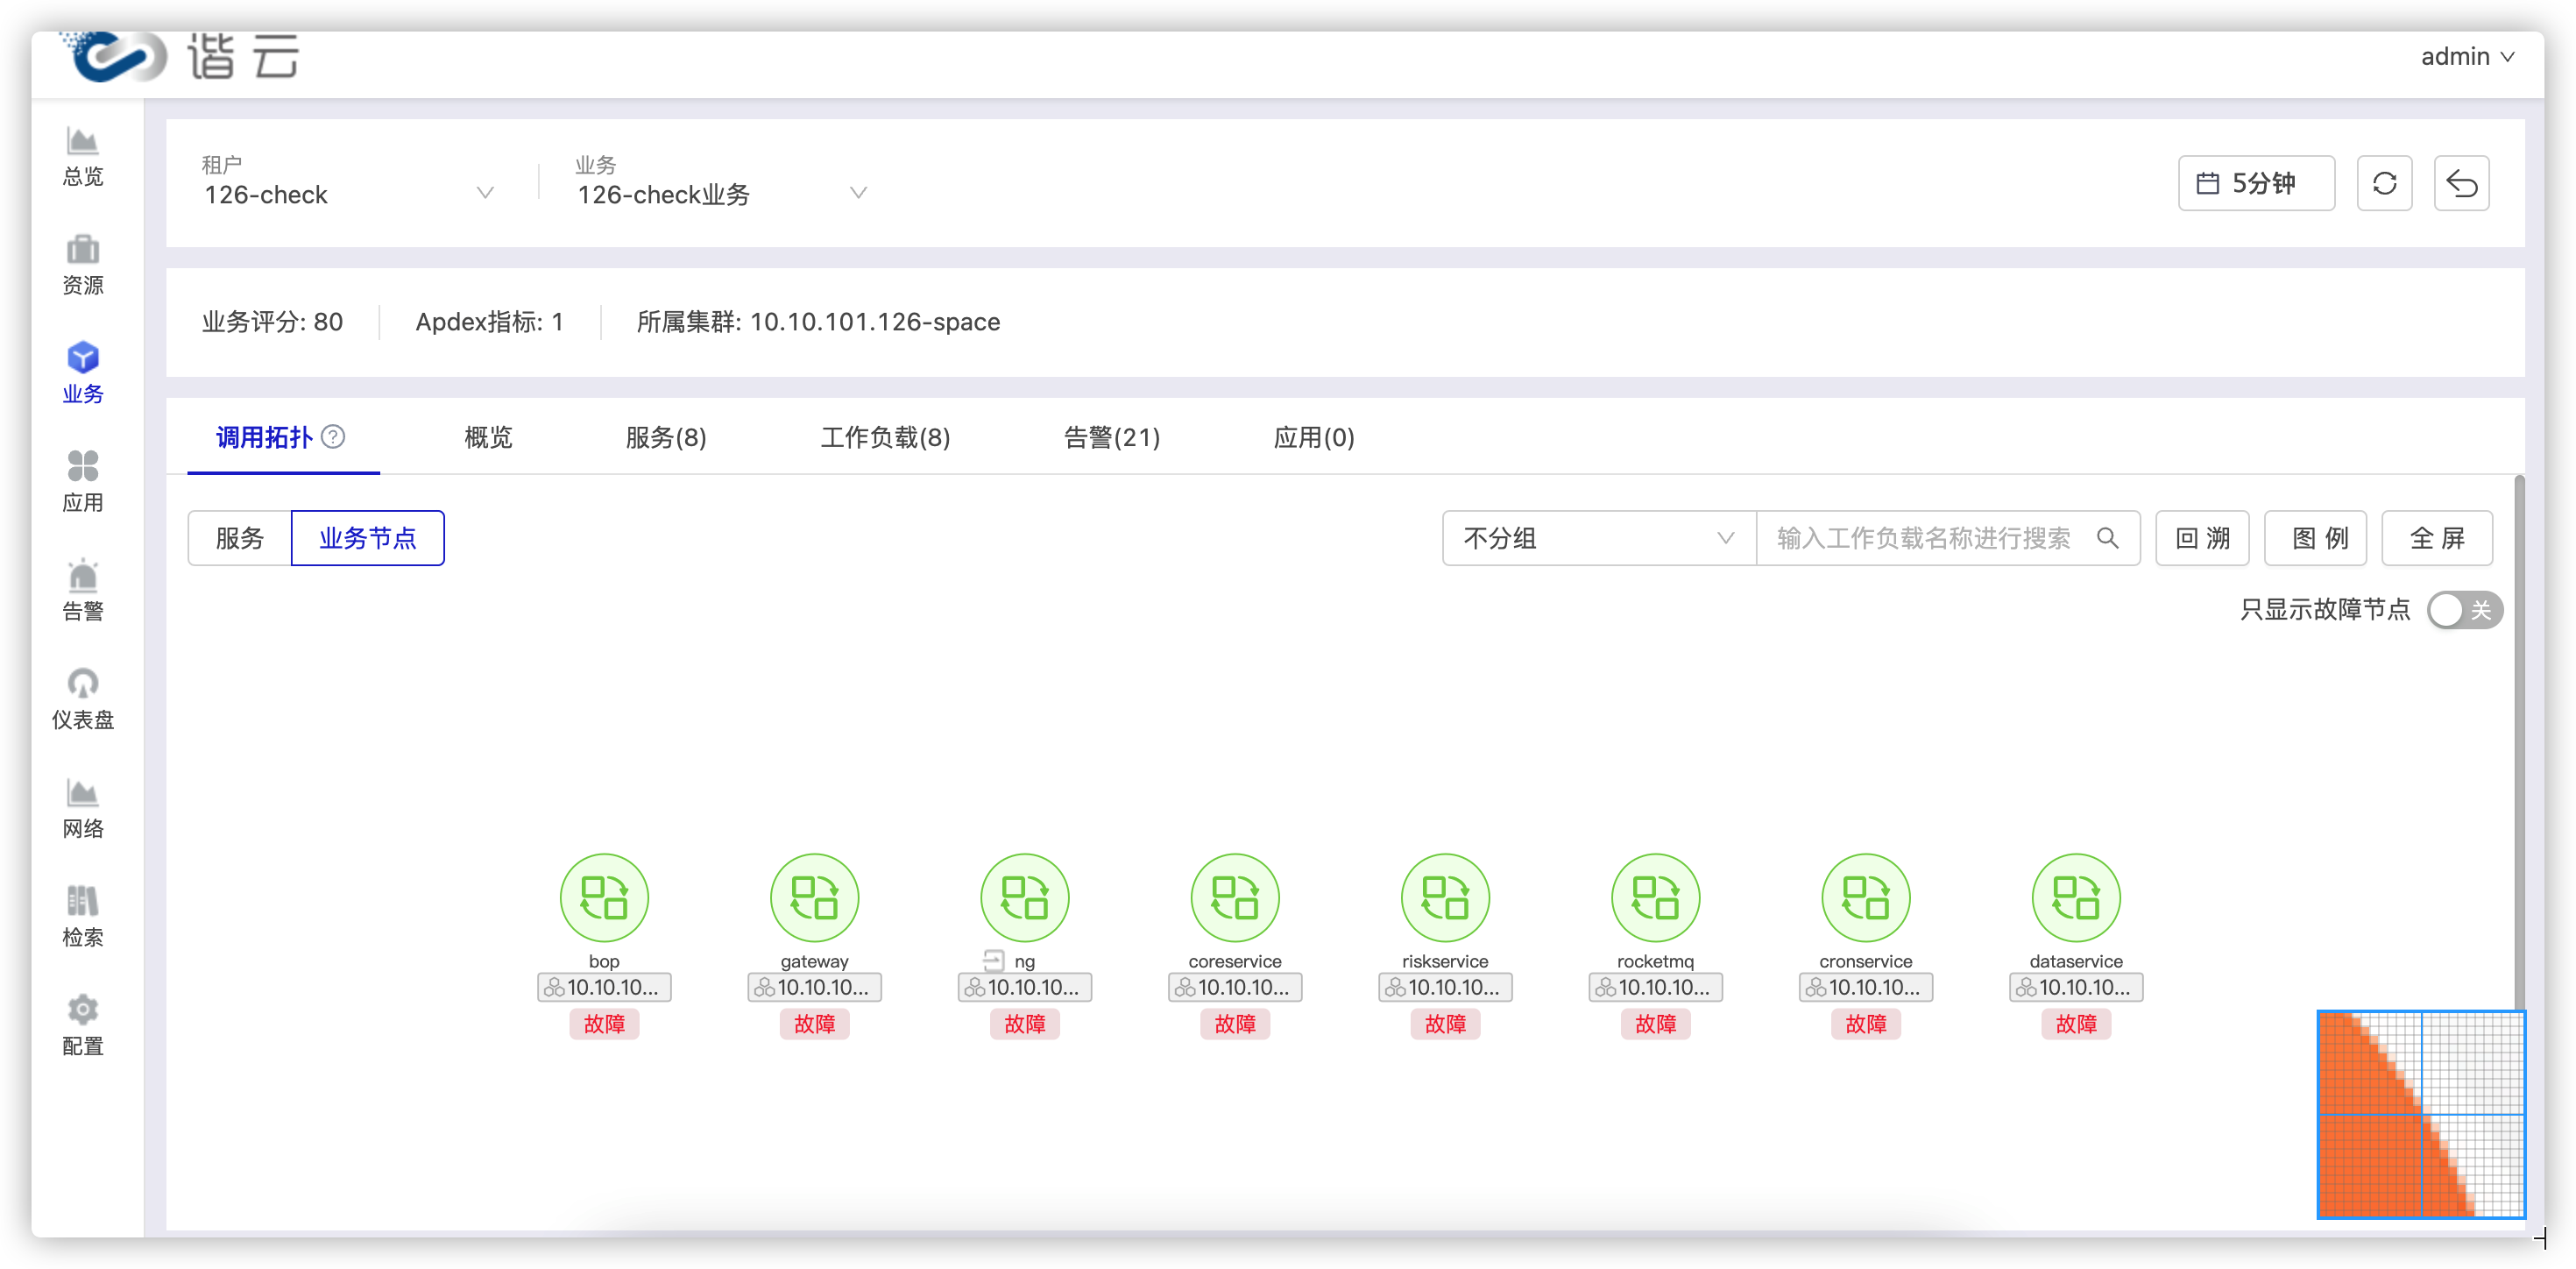 谐云
admin
总览
资源
业务
应用
告警
仪表盘
网络
检索
配置
租户
126-check
业务
126-check业务
5分钟
业务评分: 80
Apdex指标: 1
所属集群: 10.10.101.126-space
调用拓扑 ?
概览
服务(8)
工作负载(8)
告警(21)
应用(0)
服务
业务节点
不分组
输入工作负载名称进行搜索
回溯
图例
全屏
只显示故障节点 关
bop
10.10.10...
故障
gateway
10.10.10...
故障
ng
10.10.10...
故障
coreservice
10.10.10...
故障
riskservice
10.10.10...
故障
rocketmq
10.10.10...
故障
cronservice
10.10.10...
故障
dataservice
10.10.10...
故障